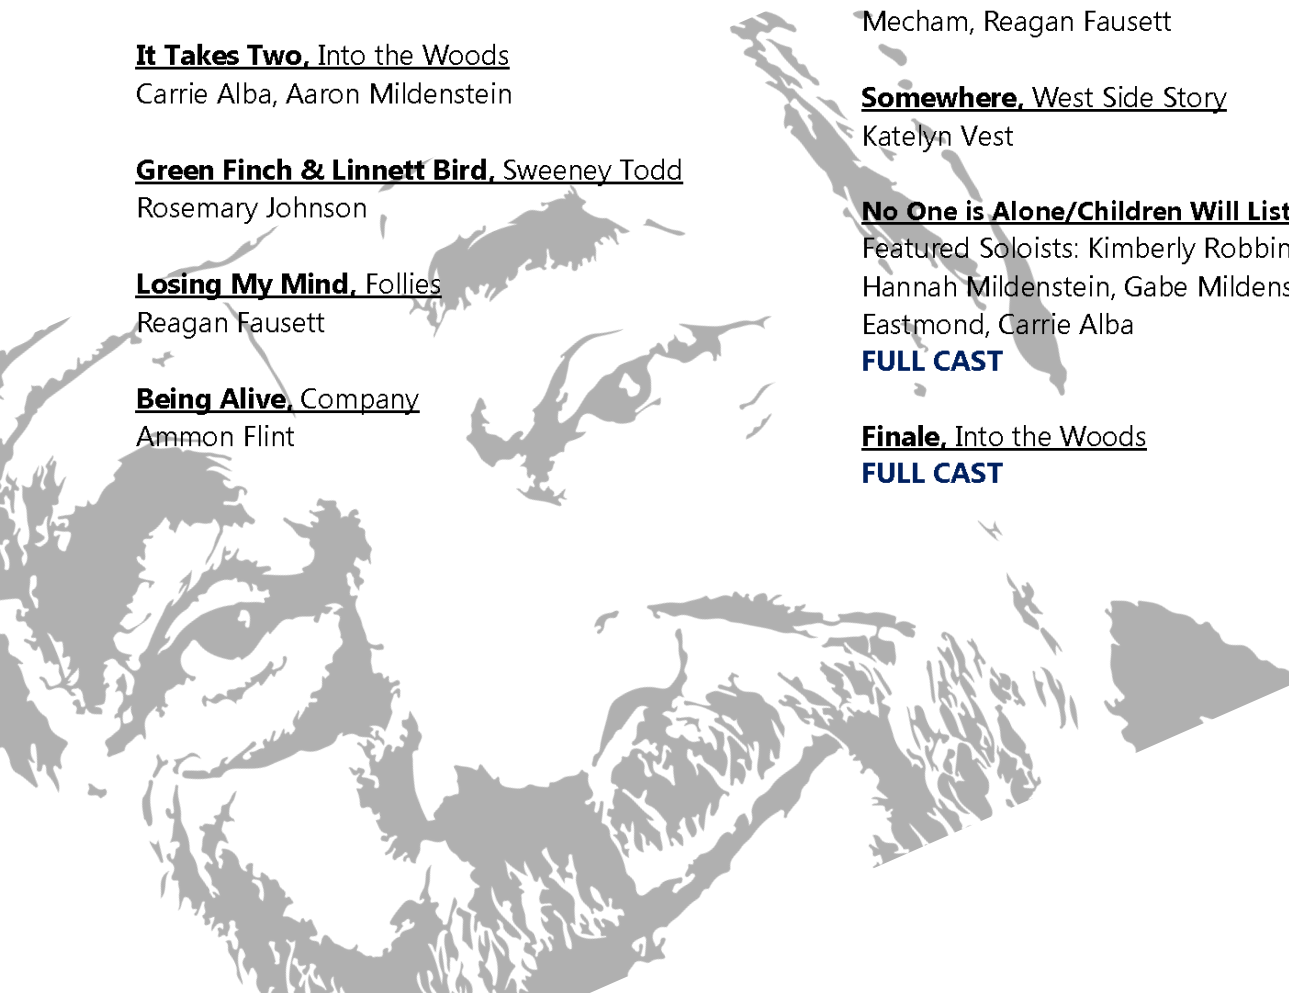 It Takes Two, Into the Woods
Carrie Alba, Aaron Mildenstein
Green Finch & Linnett Bird, Sweeney Todd
Rosemary Johnson
Losing My Mind, Follies
Reagan Fausett
Being Alive, Company
Ammon Flint
Mecham, Reagan Fausett
Somewhere, West Side Story
Katelyn Vest
No One is Alone/Children Will List
Featured Soloists: Kimberly Robbin
Hannah Mildenstein, Gabe Mildens
Eastmond, Carrie Alba
FULL CAST
Finale, Into the Woods
FULL CAST